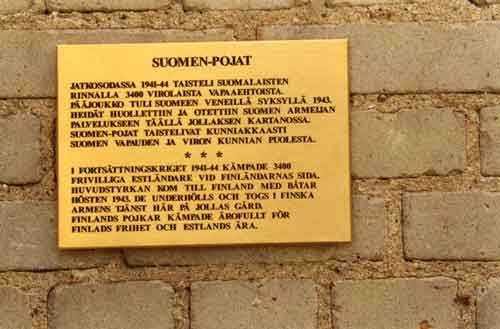 SUOMEN-POJAT
JATKOSODASSA 1941-44 TAISTELI SUOMALAISTEN
RINNALLA 3400 VIROLAISTA VAPAAEHTOISTA.
PÄÄJOUKKO TULI SUOMEEN VENEILLÄ SYKSYLLÄ 1943.
HEIDÄT HUOLLETTIIN JA OTETTIIN SUOMEN ARMEIJAN
PALVELUKSEEN TÄÄLLÄ JOLLAKSEN KARTANOSSA.
SUOMEN-POJAT TAISTELIVAT KUNNIAKKAASTI
SUOMEN VAPAUDEN JA VIRON KUNNIAN PUOLESTA.
* * *
I FORTSÄTTNINGSKRIGET 1941-44 KÄMPADE 3400
FRIVILLIGA ESTLÄNDARE VID FINLÄNDARNAS SIDA.
HUVUDSTYRKAN KOM TILL FINLAND MED BÅTAR
HÖSTEN 1943. DE UNDERHÖLLS OCH TOGS I FINSKA
ARMENS TJÄNST HÄR PÅ JOLLAS GÅRD.
FINLANDS POJKAR KÄMPADE ÄROFULLT FÖR
FINLADS FRIHET OCH ESTLANDS ÄRA.